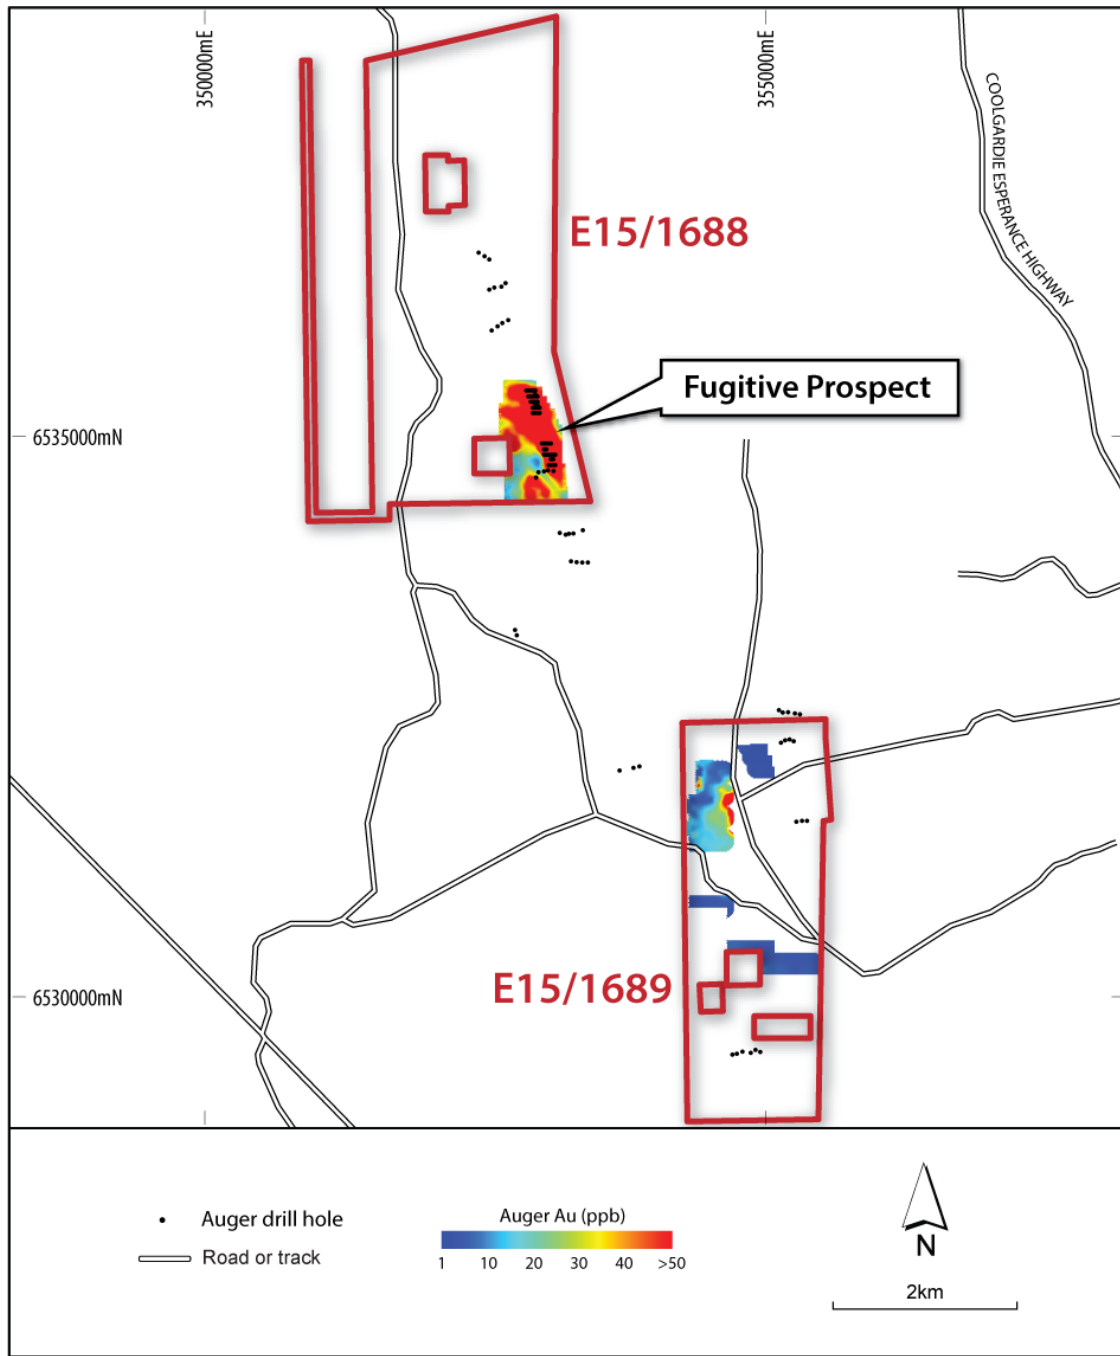 350000mE
355000mE
COOLGARDIE ESPERANCE HIGHWAY
E15/1688
Fugitive Prospect
6535000mN
E15/1689
6530000mN
Auger drill hole
Road or track
Auger Au (ppb)
1 10 20 30 40 >50
N
2km